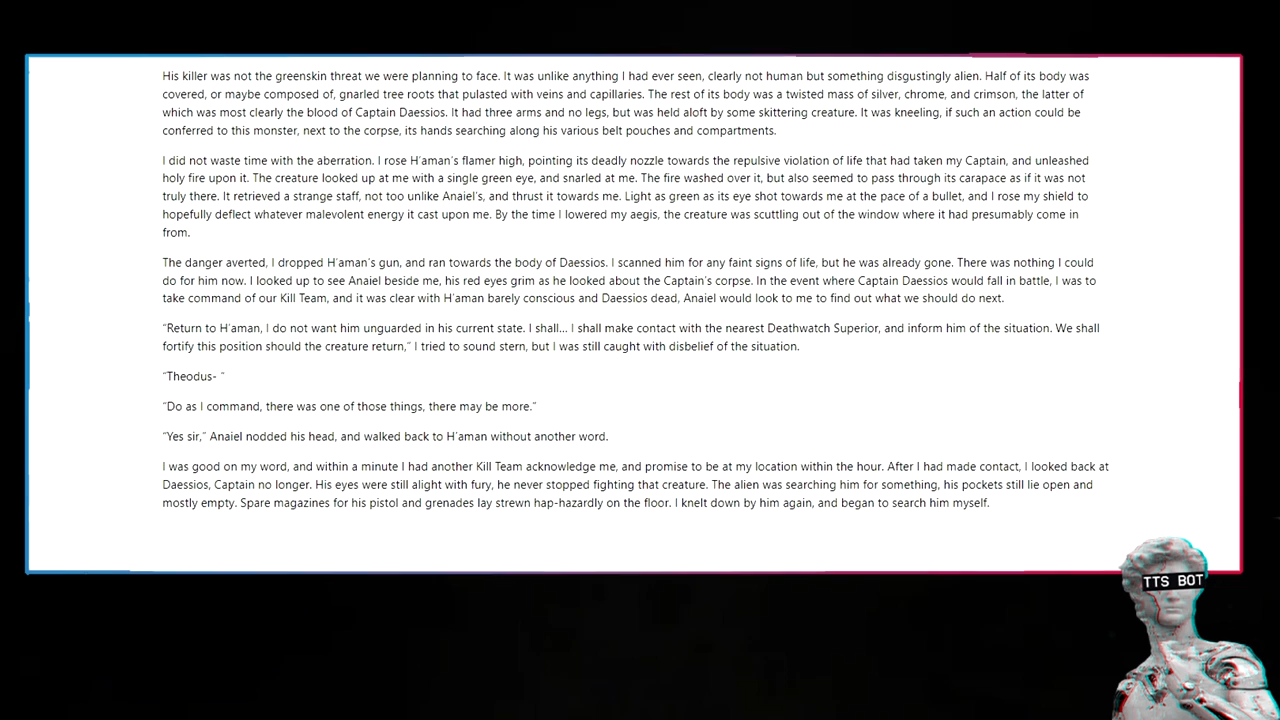 His killer was not the greenskin threat we were planning to face. It was unlike anything I had ever seen, clearly not human but something disgustingly alien. Half of its body was
covered, or maybe composed of, gnarled tree roots that pulasted with veins and capillaries. The rest of its body was a twisted mass of silver, chrome, and crimson, the latter of
which was most clearly the blood of Captain Daessios. It had three arms and no legs, but was held aloft by some skittering creature. It was kneeling, if such an action could be
conferred to this monster, next to the corpse, its hands searching along his various belt pouches and compartments.
I did not waste time with the aberration. I rose H'aman's flamer high, pointing its deadly nozzle towards the repulsive violation of life that had taken my Captain, and unleashed
holy fire upon it. The creature looked up at me with a single green eye, and snarled at me. The fire washed over it, but also seemed to pass through its carapace as if it was not
truly there. It retrieved a strange staff, not too unlike Anaiel's, and thrust it towards me. Light as green as its eye shot towards me at the pace of a bullet, and I rose my shield to
hopefully deflect whatever malevolent energy it cast upon me. By the time I lowered my aegis, the creature was scuttling out of the window where it had presumably come in
from.
The danger averted, I dropped H'aman's gun, and ran towards the body of Daessios. I scanned him for any faint signs of life, but he was already gone. There was nothing I could
do for him now. I looked up to see Anaiel beside me, his red eyes grim as he looked about the Captain's corpse. In the event where Captain Daessios would fall in battle, I was to
take command of our Kill Team, and it was clear with H'aman barely conscious and Daessios dead, Anaiel would look to me to find out what we should do next.
“Return to H'aman, I do not want him unguarded in his current state. I shall... I shall make contact with the nearest Deathwatch Superior, and inform him of the situation. We shall
fortify this position should the creature return,” I tried to sound stern, but I was still caught with disbelief of the situation.
“Theodus- “
“Do as I command, there was one of those things, there may be more.”
“Yes sir,” Anaiel nodded his head, and walked back to H'aman without another word.
I was good on my word, and within a minute I had another Kill Team acknowledge me, and promise to be at my location within the hour. After I had made contact, I looked back at
Daessios, Captain no longer. His eyes were still alight with fury, he never stopped fighting that creature. The alien was searching him for something, his pockets still lie open and
mostly empty. Spare magazines for his pistol and grenades lay strewn hap-hazardly on the floor. I knelt down by him again, and began to search him myself.
TTS BOT